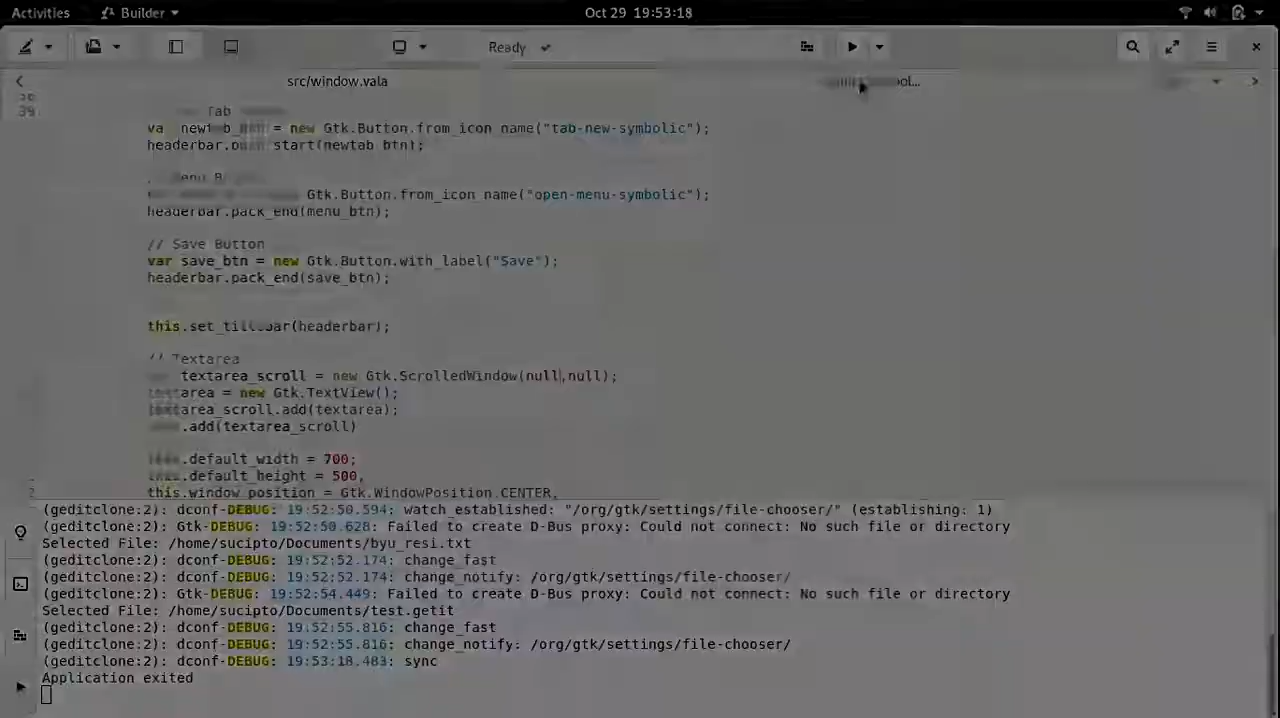 Activities Builder Oct 29 19:53:18
Ready
src/window.vala
39 Tab
= new Gtk.Button.from_icon_name("tab-new-symbolic");
start(newtab_btn);
Gtk.Button.from_icon_name("open-menu-symbolic");
headerbar.pack_end(menu_btn);
// Save Button
var save_btn = new Gtk.Button.with_label("Save");
headerbar.pack_end(save_btn);
this.set_titlebar(headerbar);
// Textarea
textarea_scroll = new Gtk.ScrolledWindow(null,null);
= new Gtk.TextView();
textarea_scroll.add(textarea);
.add(textarea_scroll)
.default_width = 700;
.default_height = 500,
this.window_position = Gtk.WindowPosition.CENTER,
(geditclone:2): dconf-DEBUG: 19:52:50.594: watch_established: "/org/gtk/settings/file-chooser/" (establishing: 1)
(geditclone:2): Gtk-DEBUG: 19:52:50.628: Failed to create D-Bus proxy: Could not connect: No such file or directory
Selected File: /home/sucipto/Documents/byu_resi.txt
(geditclone:2): dconf-DEBUG: 19:52:52.174: change_fast
(geditclone:2): dconf-DEBUG: 19:52:52.174: change_notify: /org/gtk/settings/file-chooser/
(geditclone:2): Gtk-DEBUG: 19:52:54.449: Failed to create D-Bus proxy: Could not connect: No such file or directory
Selected File: /home/sucipto/Documents/test.getit
(geditclone:2): dconf-DEBUG: 19:52:55.816: change_fast
(geditclone:2): dconf-DEBUG: 19:52:55.816: change_notify: /org/gtk/settings/file-chooser/
(geditclone:2): dconf-DEBUG: 19:53:18.483: sync
Application exited